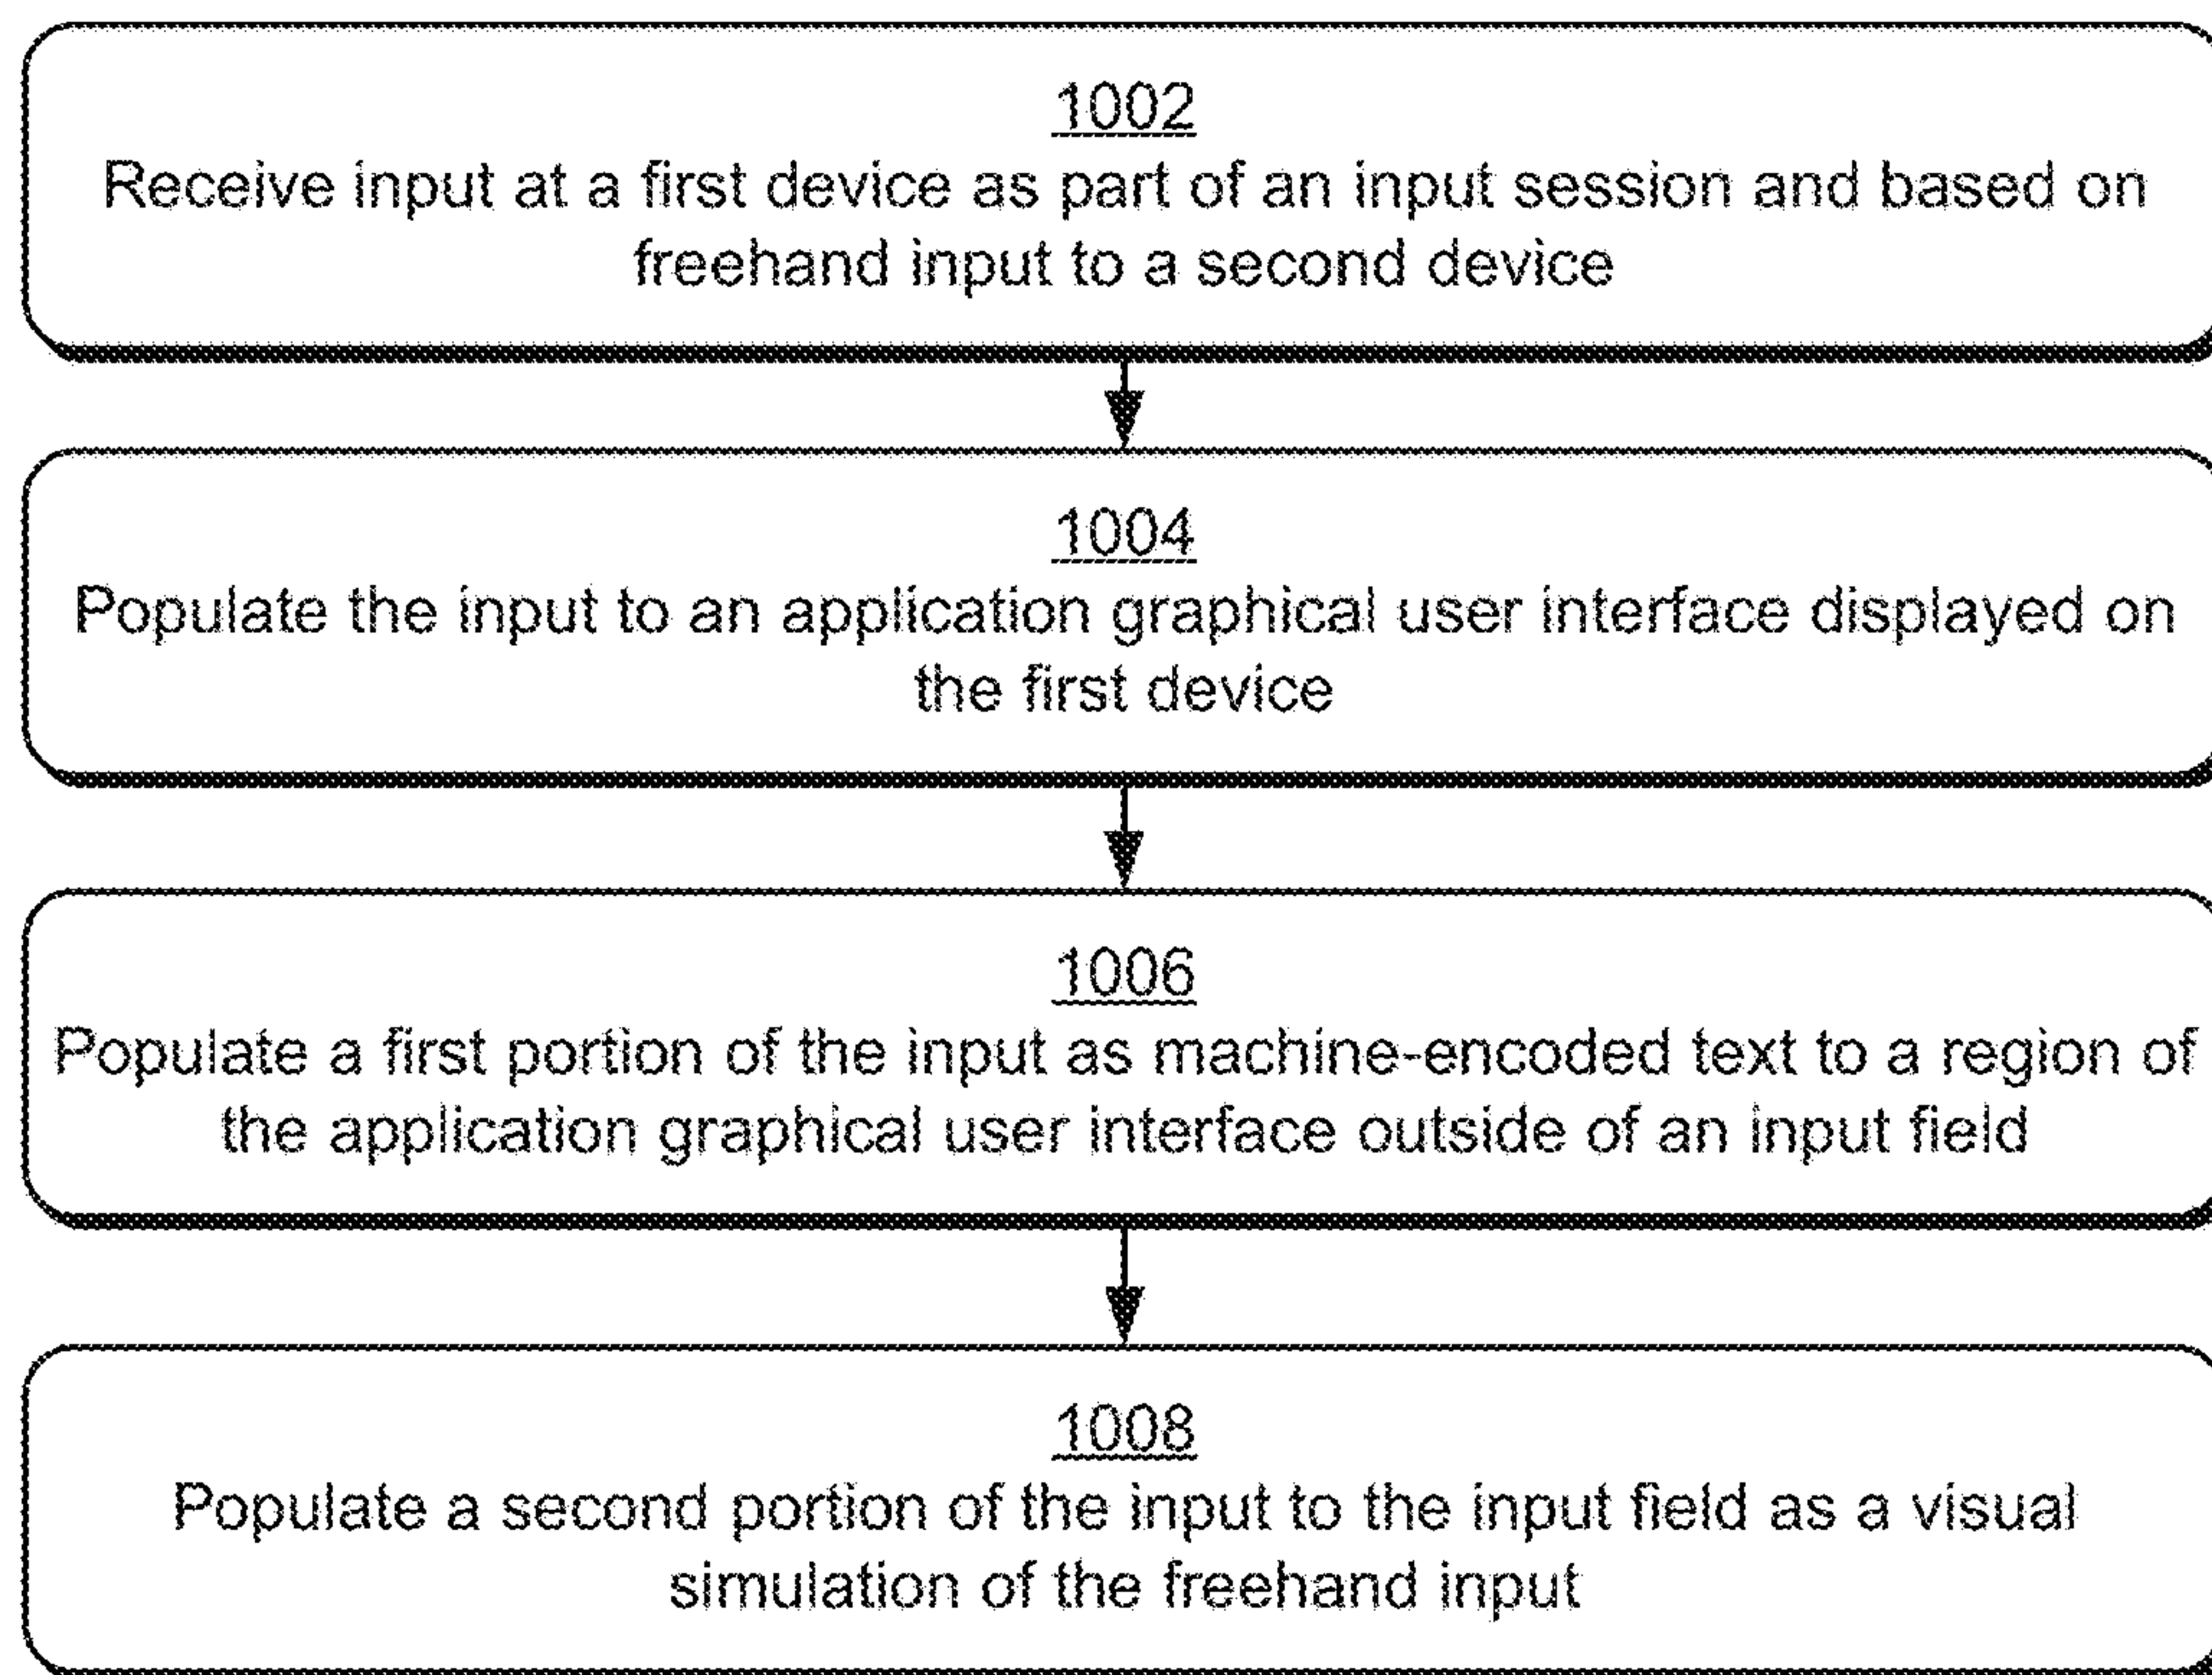 1002
Receive input at a first device as part of an input session and based on
freehand input to a second device
1004
Populate the input to an application graphical user interface displayed on
the first device
1006
Populate a first portion of the input as machine-encoded text to a region of
the application graphical user interface outside of an input field
1008
Populate a second portion of the input to the input field as a visual
simulation of the freehand input